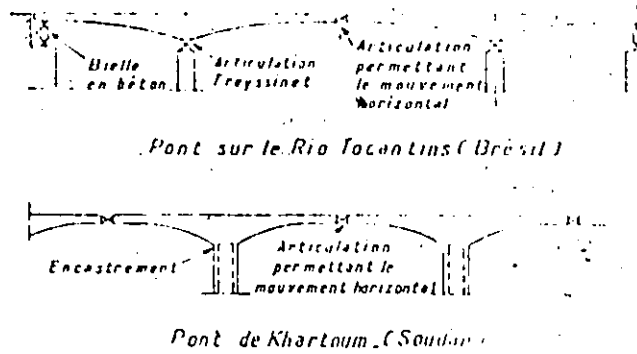 Bielle
en béton
Articulation
Freyssinet
Articulation
permettant
le mouvement
horizontal
Pont sur le Rio Tocantins (Brésil)
Encastrement
Articulation
permettant le
mouvement horizontal
Pont de Khartoum (Soudan)